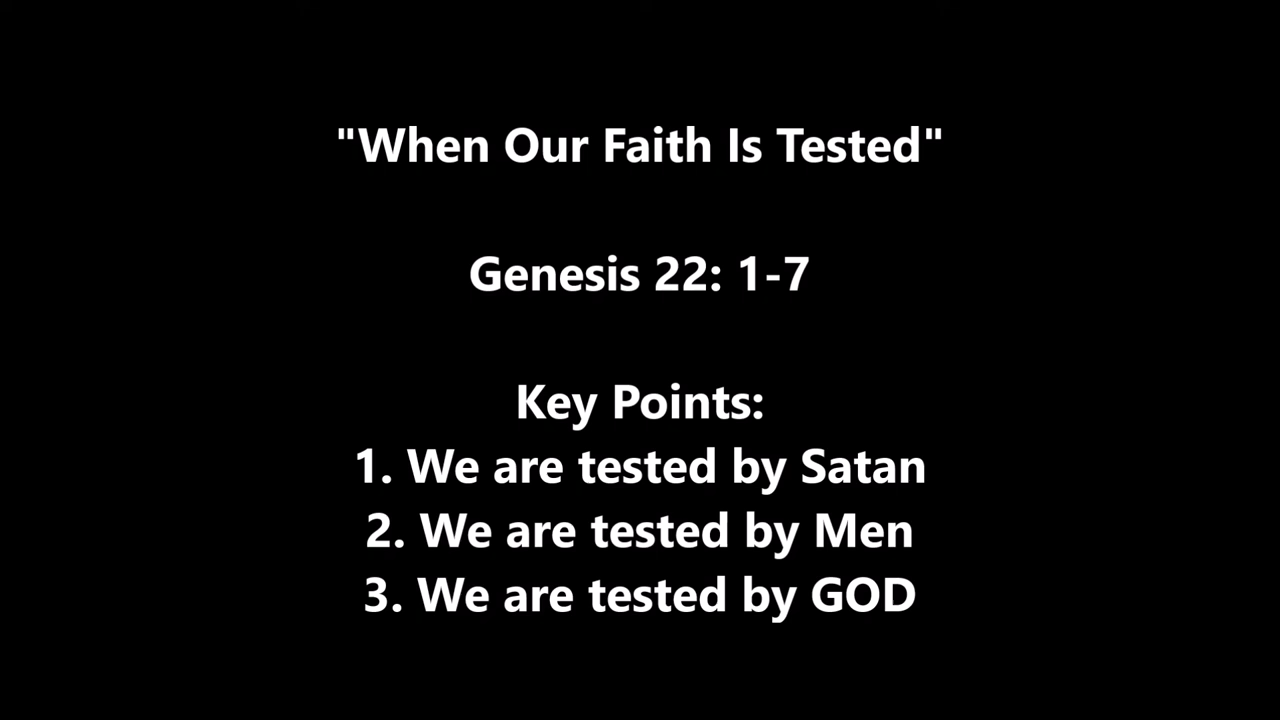 "When Our Faith Is Tested"
Genesis 22: 1-7
Key Points:
1. We are tested by Satan
2. We are tested by Men
3. We are tested by GOD